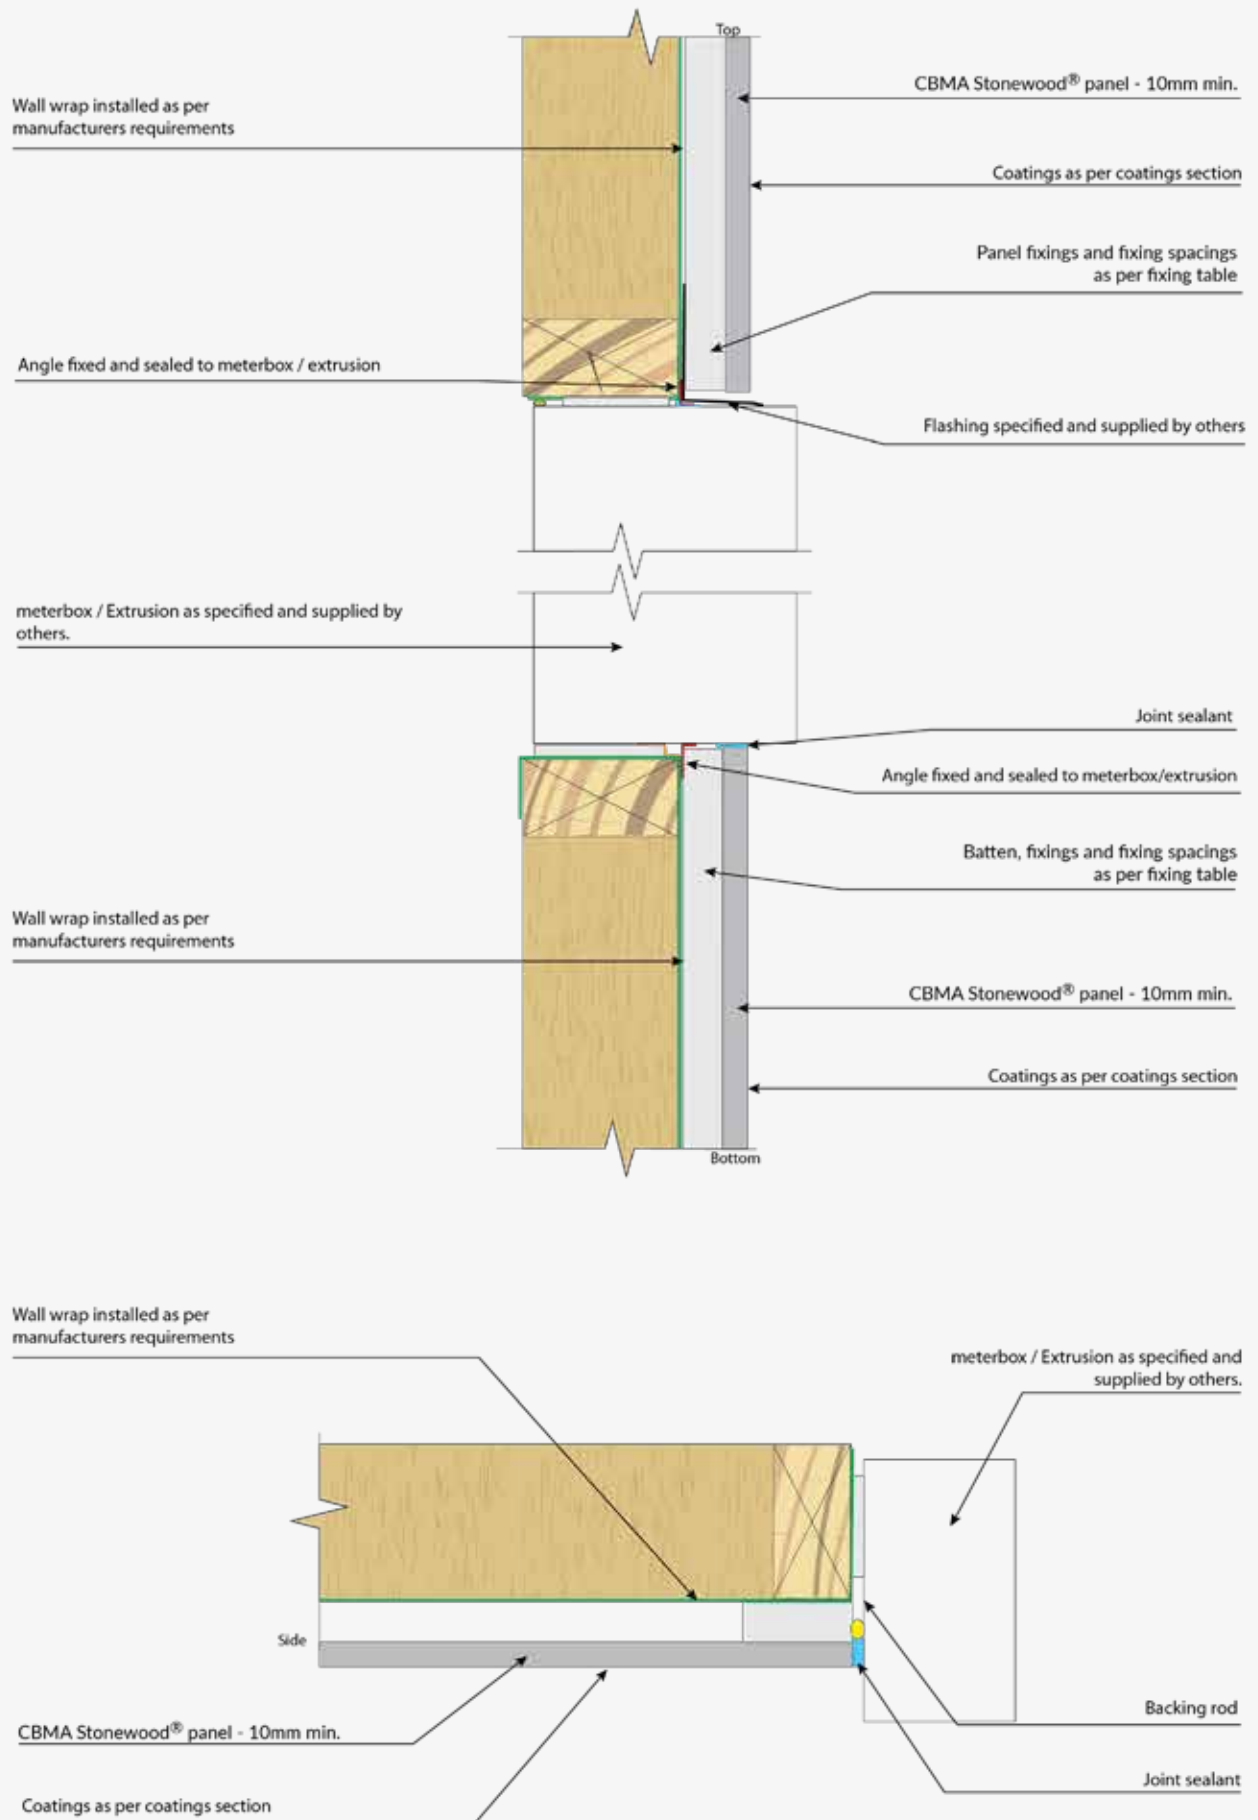 Top
CBMA Stonewood® panel - 10mm min.
Wall wrap installed as per
manufacturers requirements
Coatings as per coatings section
Panel fixings and fixing spacings
as per fixing table
Angle fixed and sealed to meterbox / extrusion
Flashing specified and supplied by others
meterbox / Extrusion as specified and supplied by
others.
Joint sealant
Angle fixed and sealed to meterbox/extrusion
Batten, fixings and fixing spacings
as per fixing table
Wall wrap installed as per
manufacturers requirements
CBMA Stonewood® panel - 10mm min.
Coatings as per coatings section
Bottom
Wall wrap installed as per
manufacturers requirements
meterbox / Extrusion as specified and
supplied by others.
Side
Backing rod
CBMA Stonewood® panel - 10mm min.
Joint sealant
Coatings as per coatings section